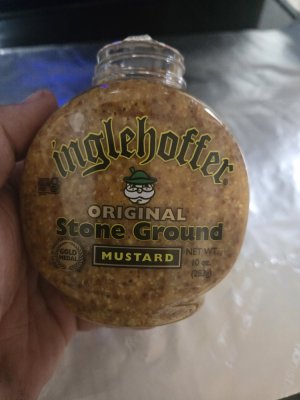 inglehoffer
ORIGINAL
Stone Ground
MUSTARD
GOLD
MEDAL
NET WT.
10 oz.
(283g)